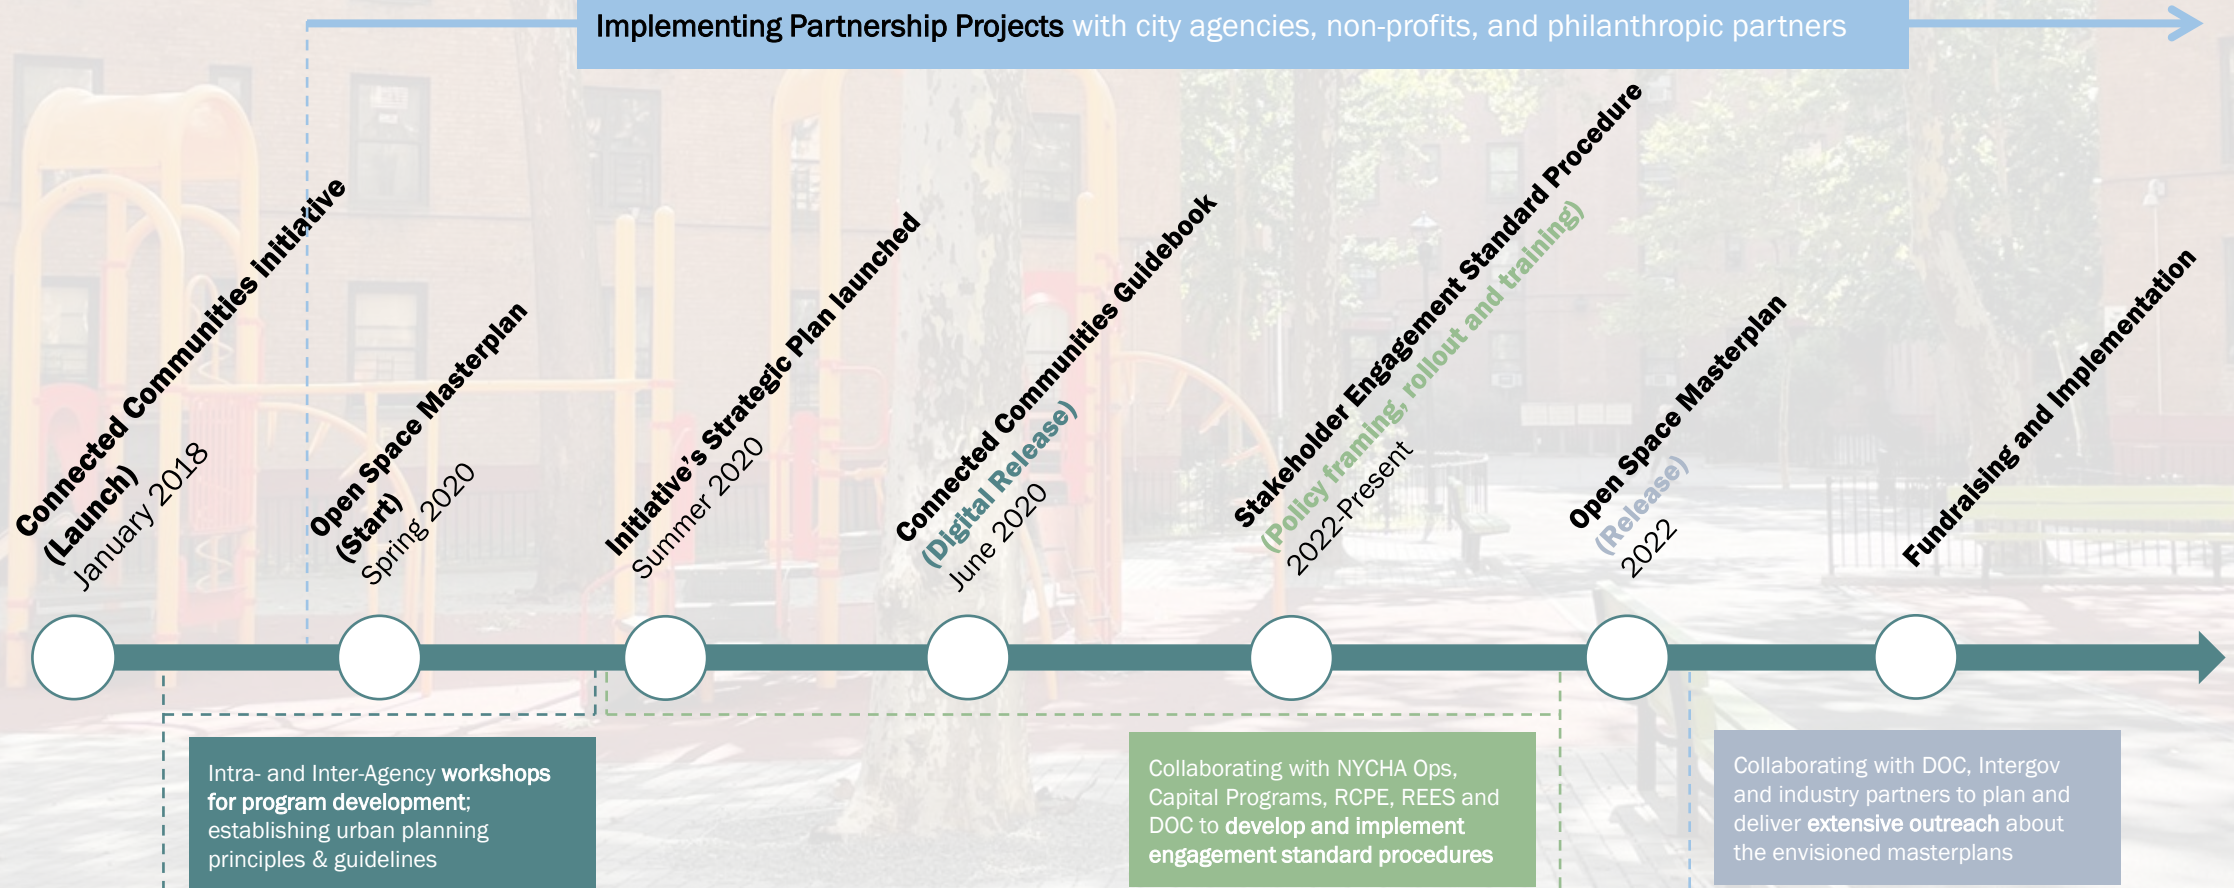 Implementing Partnership Projects with city agencies, non-profits, and philanthropic partners
Connected Communities initiative
(Launch)
January 2018
Open Space Masterplan
(Start)
Spring 2020
Initiative's Strategic Plan launched
Summer 2020
Connected Communities Guidebook
(Digital Release)
June 2020
Stakeholder Engagement Standard Procedure
(Policy framing, rollout and training)
2022-Present
Open Space Masterplan
(Release)
2022
Fundraising and Implementation
Intra- and Inter-Agency workshops
for program development;
establishing urban planning
principles & guidelines
Collaborating with NYCHA Ops,
Capital Programs, RCPE, REES and
DOC to develop and implement
engagement standard procedures
Collaborating with DOC, Intergov
and industry partners to plan and
deliver extensive outreach about
the envisioned masterplans